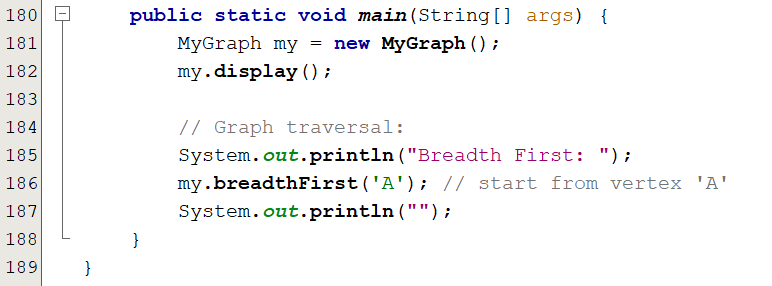 180 public static void main(String[] args) {
181 MyGraph my = new MyGraph();
182 my.display();
183
184 // Graph traversal:
185 System.out.println("Breadth First: ");
186 my.breadthFirst('A'); // start from vertex 'A'
187 System.out.println("");
188 }
189 }